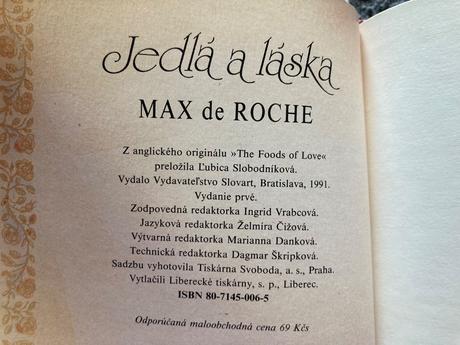 Jedlá a láska
MAX de ROCHE
Z anglického originálu »The Foods of Love«
preložila Ľubica Slobodníková.
Vydalo Vydavateľstvo Slovart, Bratislava, 1991.
Vydanie prvé.
Zodpovedná redaktorka Ingrid Vrabcová.
Jazyková redaktorka Želmíra Čižová.
Výtvarná redaktorka Marianna Danková.
Technická redaktorka Dagmar Škripková.
Sadzbu vyhotovila Tiskárna Svoboda, a. s., Praha.
Vytlačili Liberecké tiskárny, s. p., Liberec.
ISBN 80-7145-006-5
Odporúčaná maloobchodná cena 69 Kčs